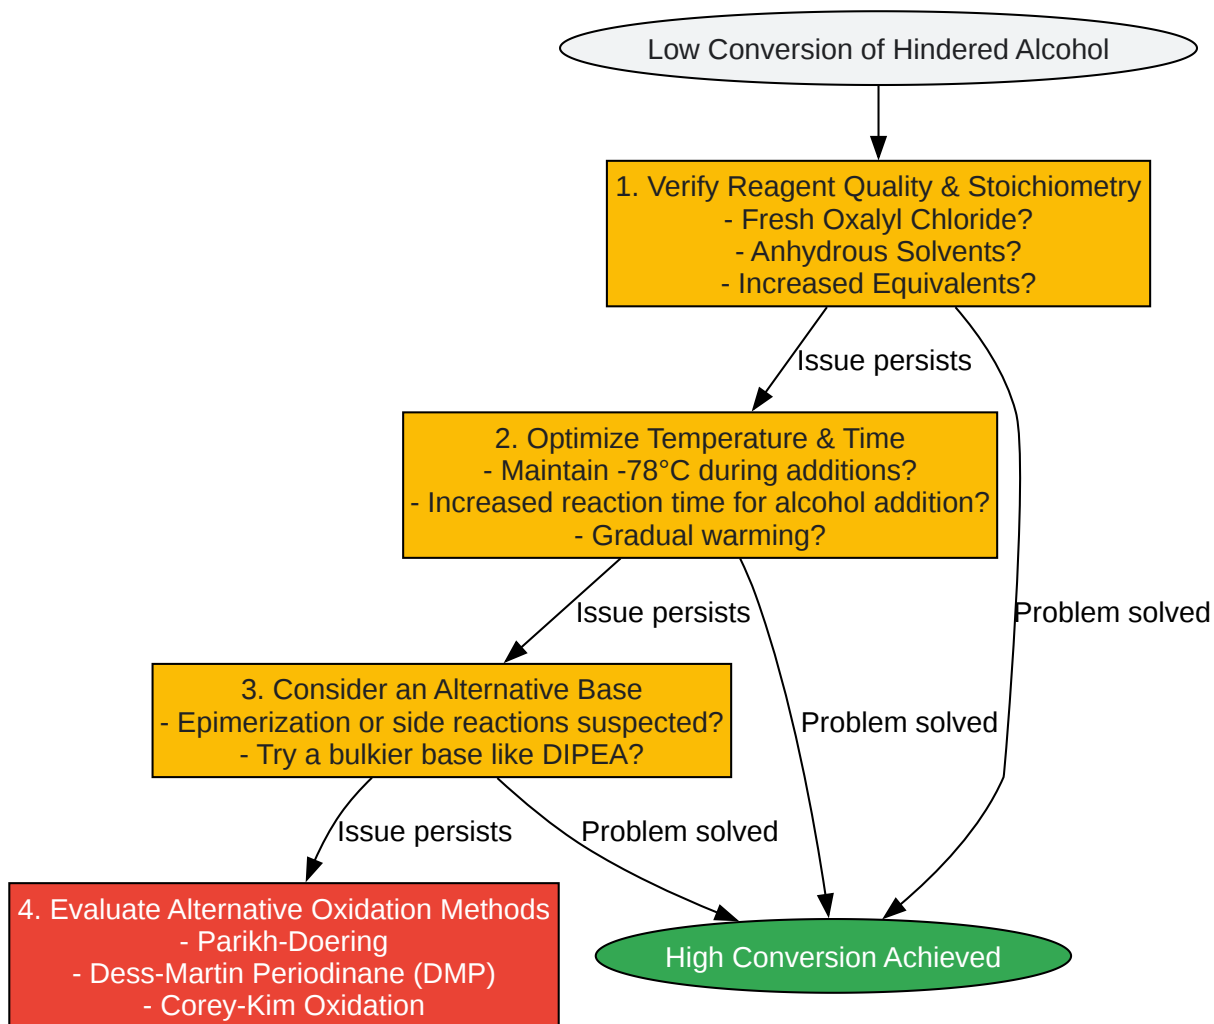 Low Conversion of Hindered Alcohol
1. Verify Reagent Quality & Stoichiometry
- Fresh Oxalyl Chloride?
- Anhydrous Solvents?
- Increased Equivalents?
Issue persists
2. Optimize Temperature & Time
- Maintain -78°C during additions?
- Increased reaction time for alcohol addition?
- Gradual warming?
Issue persists
Problem solved
3. Consider an Alternative Base
- Epimerization or side reactions suspected?
- Try a bulkier base like DIPEA?
Problem solved
Issue persists
Problem solved
4. Evaluate Alternative Oxidation Methods
- Parikh-Doering
- Dess-Martin Periodinane (DMP)
- Corey-Kim Oxidation
High Conversion Achieved